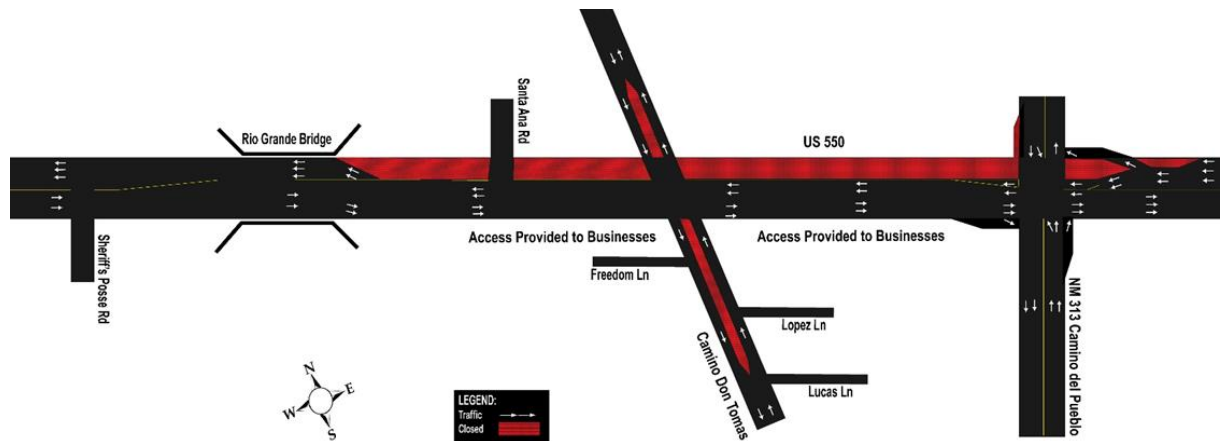 Santa Ana Rd
Rio Grande Bridge
US 550
Access Provided to Businesses
Access Provided to Businesses
Sheriff's Posse Rd
Freedom Ln
Lopez Ln
Lucas Ln
Camino Don Tomas
NM 313 Camino del Pueblo
N
E
W
S
LEGEND:
Traffic
Closed